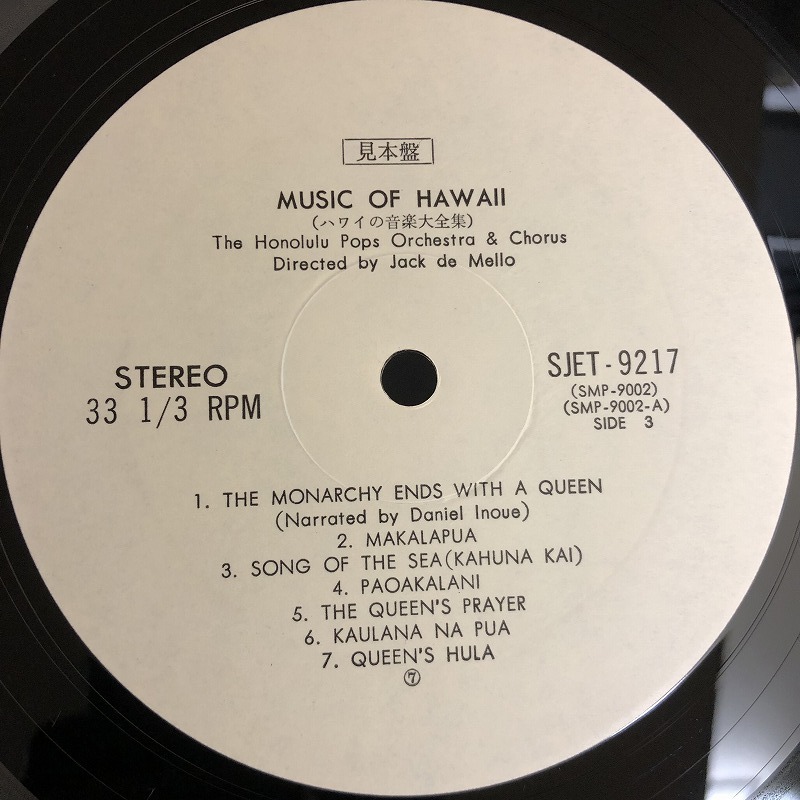 見本盤
MUSIC OF HAWAII
(ハワイの音楽大全集)
The Honolulu Pops Orchestra & Chorus
Directed by Jack de Mello
STEREO
33 1/3 RPM
SJET-9217
(SMP-9002)
(SMP-9002-A)
SIDE 3
1. THE MONARCHY ENDS WITH A QUEEN
(Narrated by Daniel Inoue)
2. MAKALAPUA
3. SONG OF THE SEA(KAHUNA KAI)
4. PAOAKALANI
5. THE QUEEN'S PRAYER
6. KAULANA NA PUA
7. QUEEN'S HULA
⑦